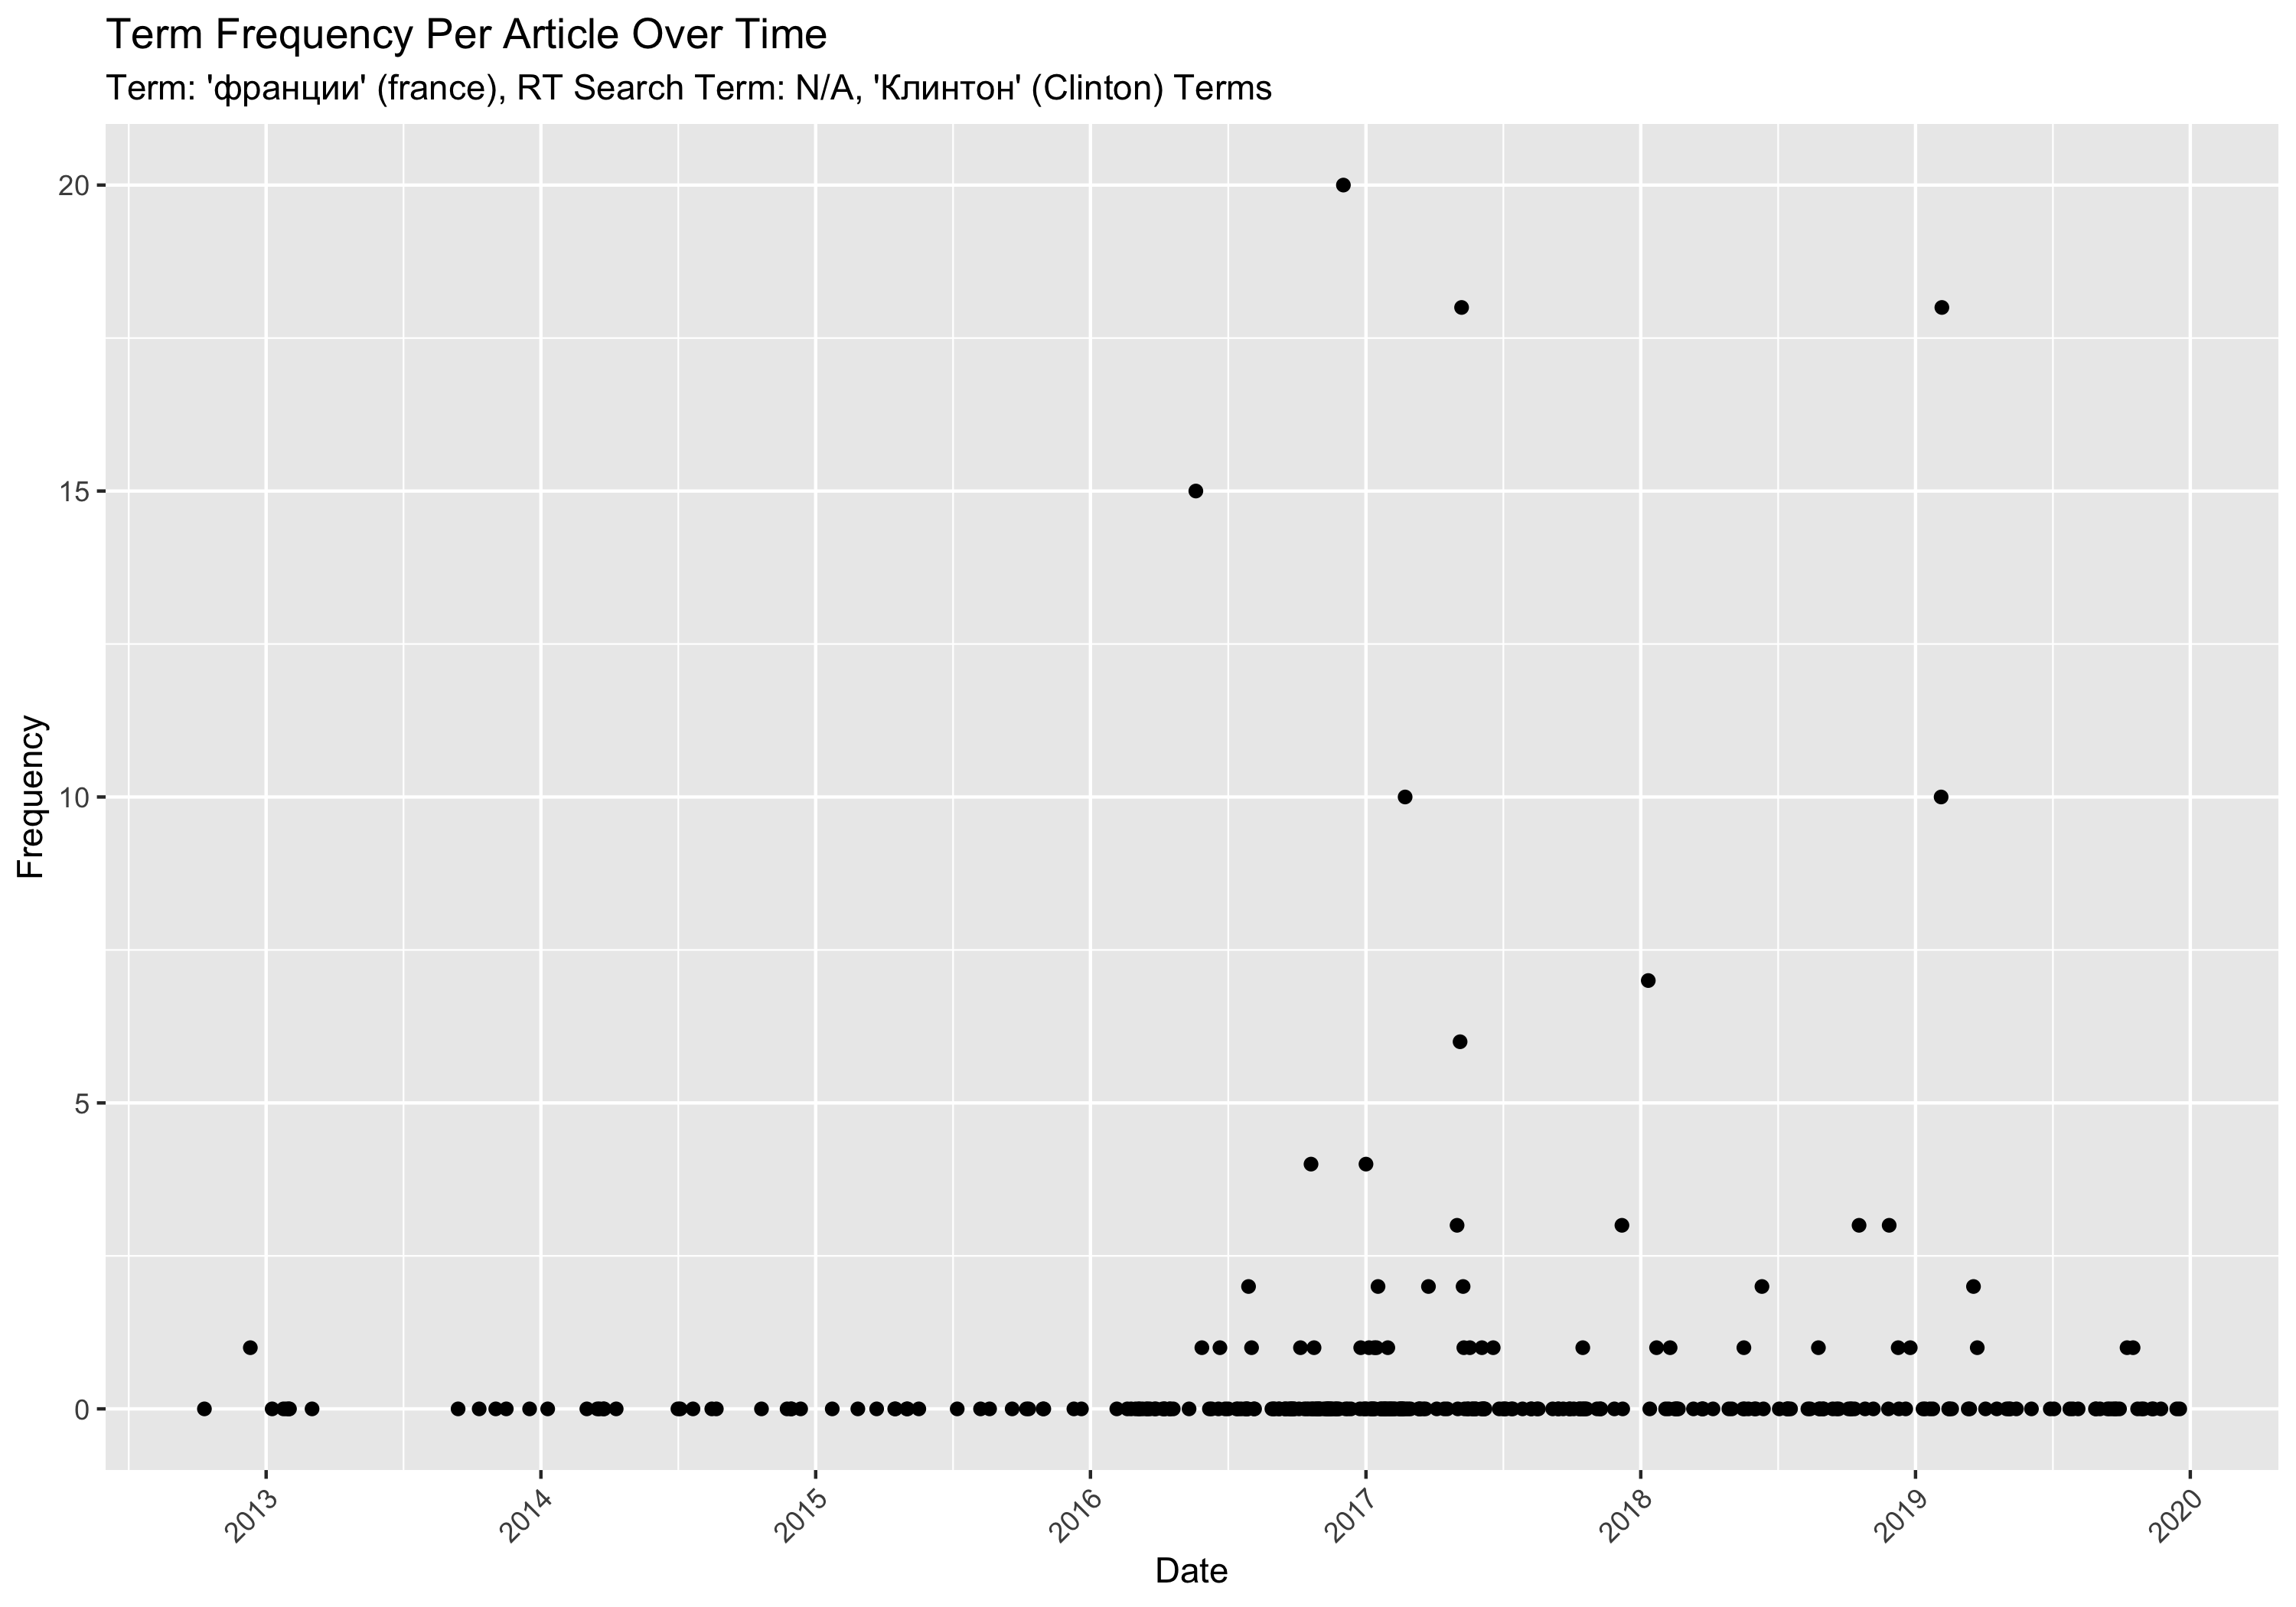 Term Frequency Per Article Over Time
Term: 'франции' (france), RT Search Term: N/A, 'Клинтон' (Clinton) Terms
Frequency
20
15
10
5
0
2013 2014 2015 2016 2017 2018 2019 2020
Date